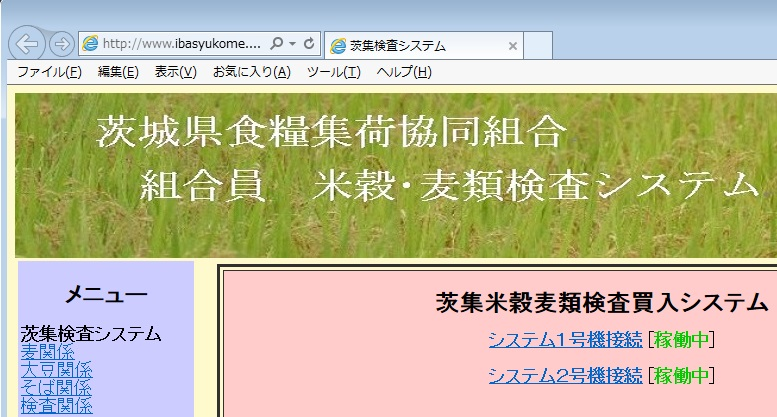 http://www.ibasyukome....
茨集検査システム
ファイル(F) 編集(E) 表示(V) お気に入り(A) ツール(T) ヘルプ(H)
茨城県食糧集荷協同組合
組合員 米穀・麦類検査システム
メニュー
茨集検査システム
麦関係
大豆関係
そば関係
検査関係
茨集米穀麦類検査買入システム
システム1号機接続 [稼働中]
システム2号機接続 [稼働中]